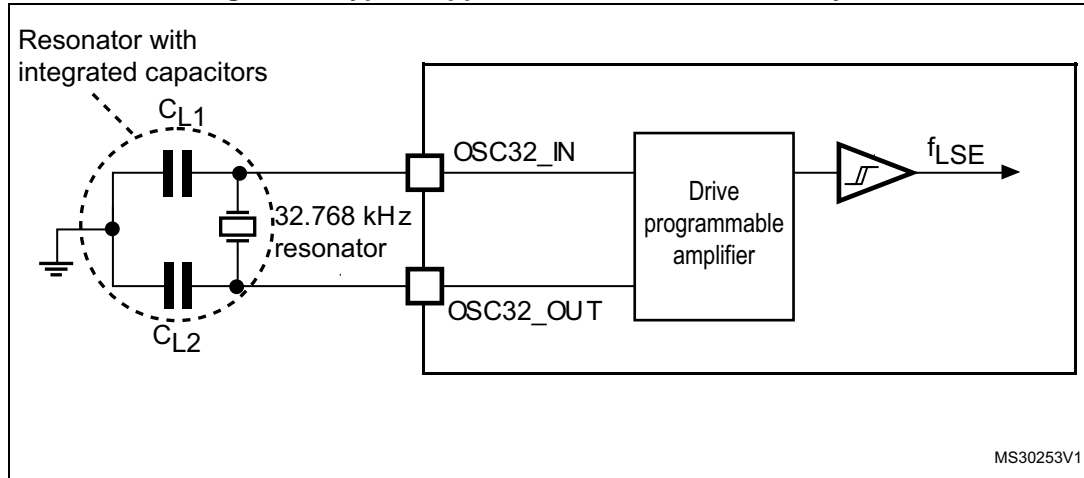 Resonator with
integrated capacitors
CL1
OSC32_IN
fLSE
Drive
programmable
amplifier
32.768 kHz
resonator
OSC32_OUT
CL2
MS30253V1